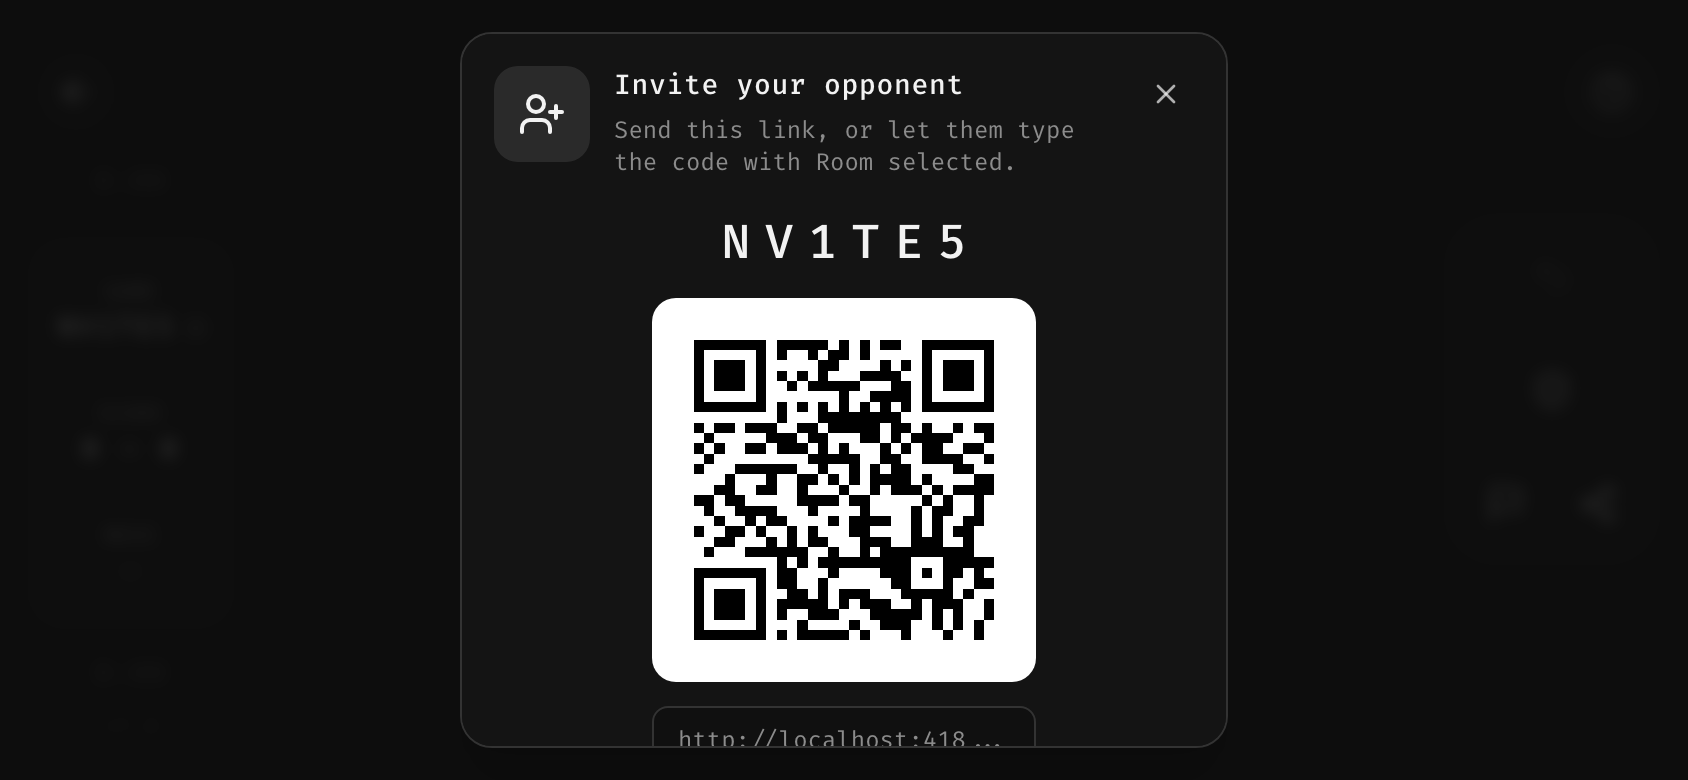 Invite your opponent
Send this link, or let them type
the code with Room selected.
NV1TE5
http://localhost:418...